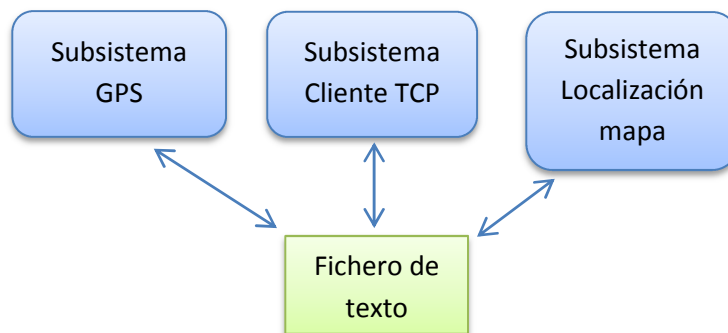 Subsistema
GPS
Subsistema
Cliente TCP
Subsistema
Localización
mapa
Fichero de
texto